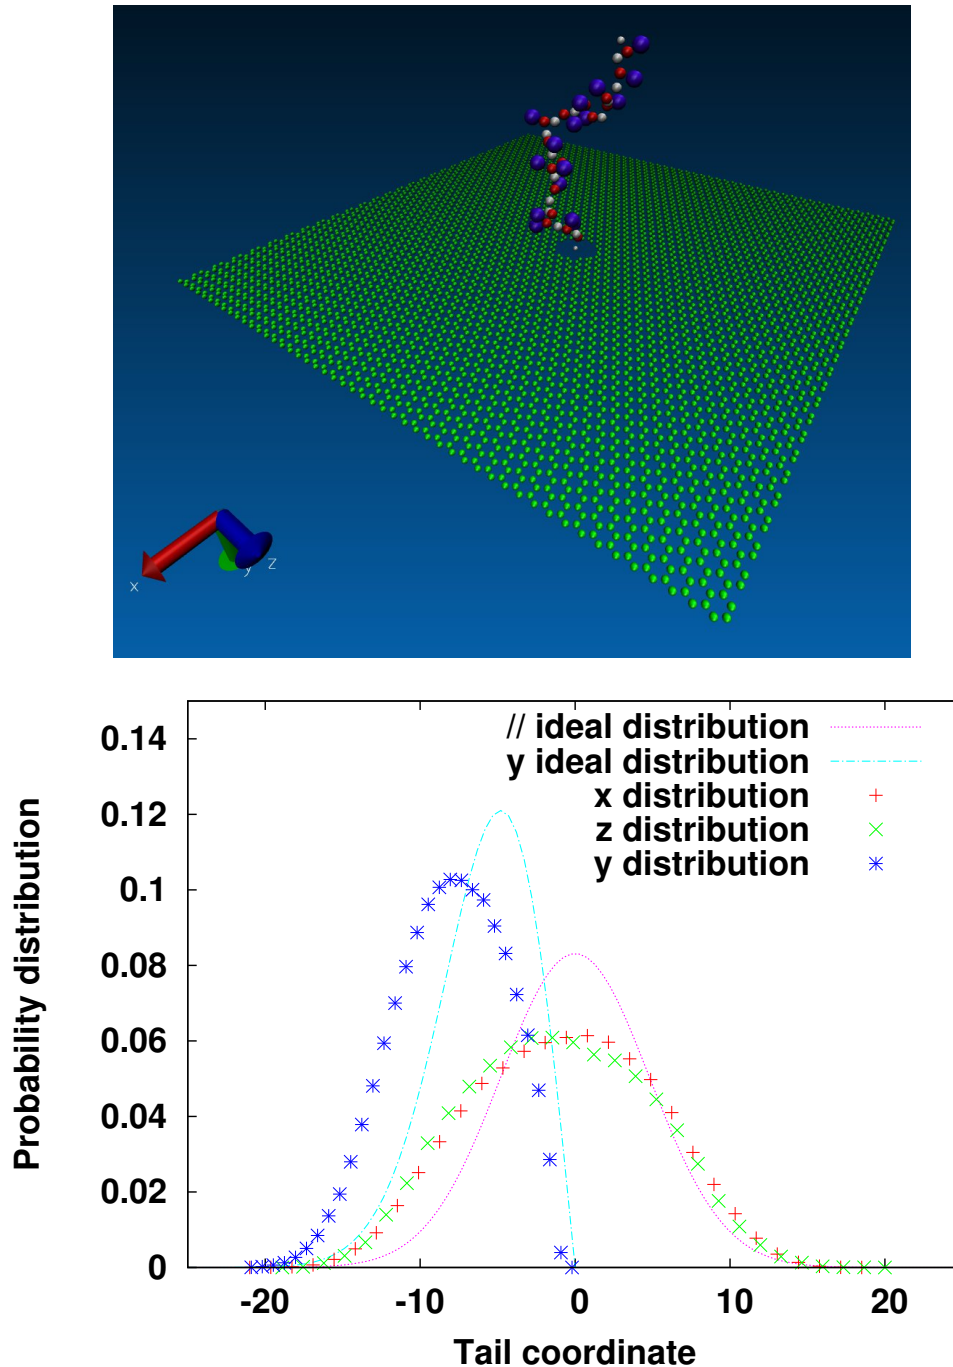 x
y
z
// ideal distribution
y ideal distribution
x distribution
z distribution
y distribution
0.14
0.12
0.1
0.08
0.06
0.04
0.02
0
Probability distribution
-20 -10 0 10 20
Tail coordinate